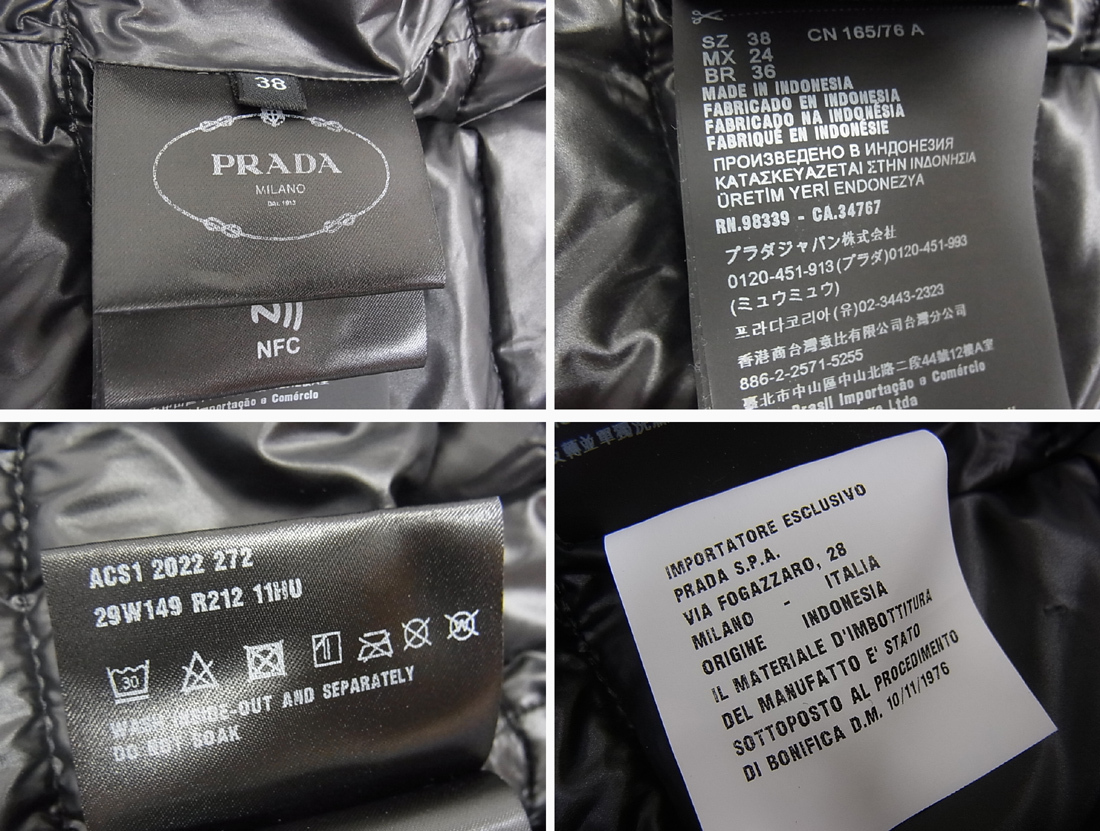 38
PRADA
MILANO
DAL 1913
NFC
Importação e Comércio
SZ 38 CN 165/76 A
MX 24
BR 36
MADE IN INDONESIA
FABRICADO EN INDONESIA
FABRICADO NA INDONÉSIA
FABRIQUÉ EN INDONÉSIE
ПРОИЗВЕДЕНО В ИНДОНЕЗИЯ
ΚΑΤΑΣΚΕΥΑΖΕΤΑΙ ΣΤΗΝ ΙΝΔΟΝΗΣΙΑ
ÜRETİM YERİ ENDONEZYA
RN.98339 - CA.34767
プラダジャパン株式会社
0120-451-913(プラダ)0120-451-993
(ミュウミュウ)
프라다코리아(유)02-3443-2323
香港商台灣意比有限公司台灣分公司
886-2-2571-5255
臺北市中山區中山北路二段44號12樓A室
Brasil Importação e Comércio
Ltda
ACS1 2022 272
29W149 R212 11HU
30
W
WASH INSIDE-OUT AND SEPARATELY
DO NOT SOAK
IMPORTATORE ESCLUSIVO
PRADA S.P.A.
VIA FOGAZZARO, 28
MILANO - ITALIA
ORIGINE INDONESIA
IL MATERIALE D'IMBOTTITURA
DEL MANUFATTO E' STATO
SOTTOPOSTO AL PROCEDIMENTO
DI BONIFICA D.M. 10/11/1976